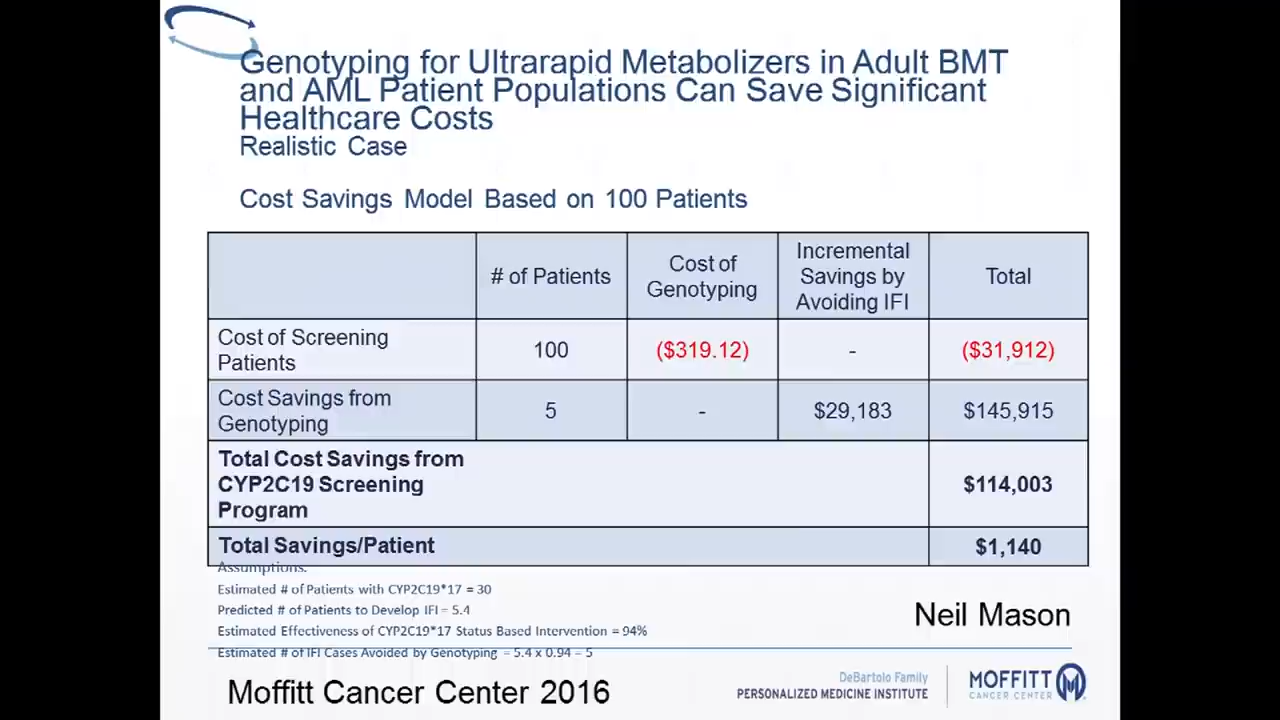 Genotyping for Ultrarapid Metabolizers in Adult BMT
and AML Patient Populations Can Save Significant
Healthcare Costs
Realistic Case
Cost Savings Model Based on 100 Patients
# of Patients
Cost of
Genotyping
Incremental
Savings by
Avoiding IFI
Total
Cost of Screening
Patients
100
($319.12)
-
($31,912)
Cost Savings from
Genotyping
5
-
$29,183
$145,915
Total Cost Savings from
CYP2C19 Screening
Program
$114,003
Total Savings/Patient
$1,140
Assumptions:
Estimated # of Patients with CYP2C19*17 = 30
Predicted # of Patients to Develop IFI = 5.4
Estimated Effectiveness of CYP2C19*17 Status Based Intervention = 94%
Estimated # of IFI Cases Avoided by Genotyping = 5.4 x 0.94 = 5
Neil Mason
Moffitt Cancer Center 2016
DeBartolo Family
PERSONALIZED MEDICINE INSTITUTE
MOFFITT
CANCER CENTER